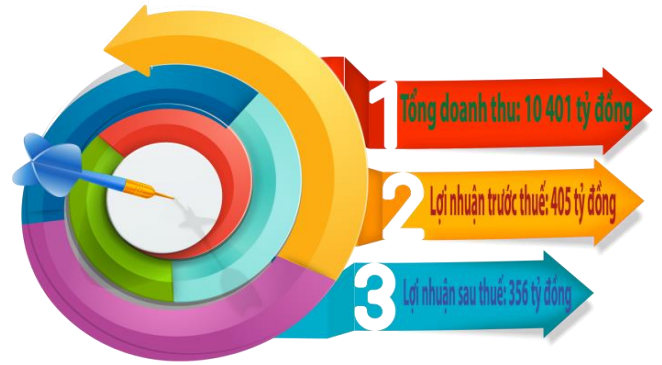 1 Tổng doanh thu: 10 401 tỷ đồng
2 Lợi nhuận trước thuế: 405 tỷ đồng
3 Lợi nhuận sau thuế: 356 tỷ đồng